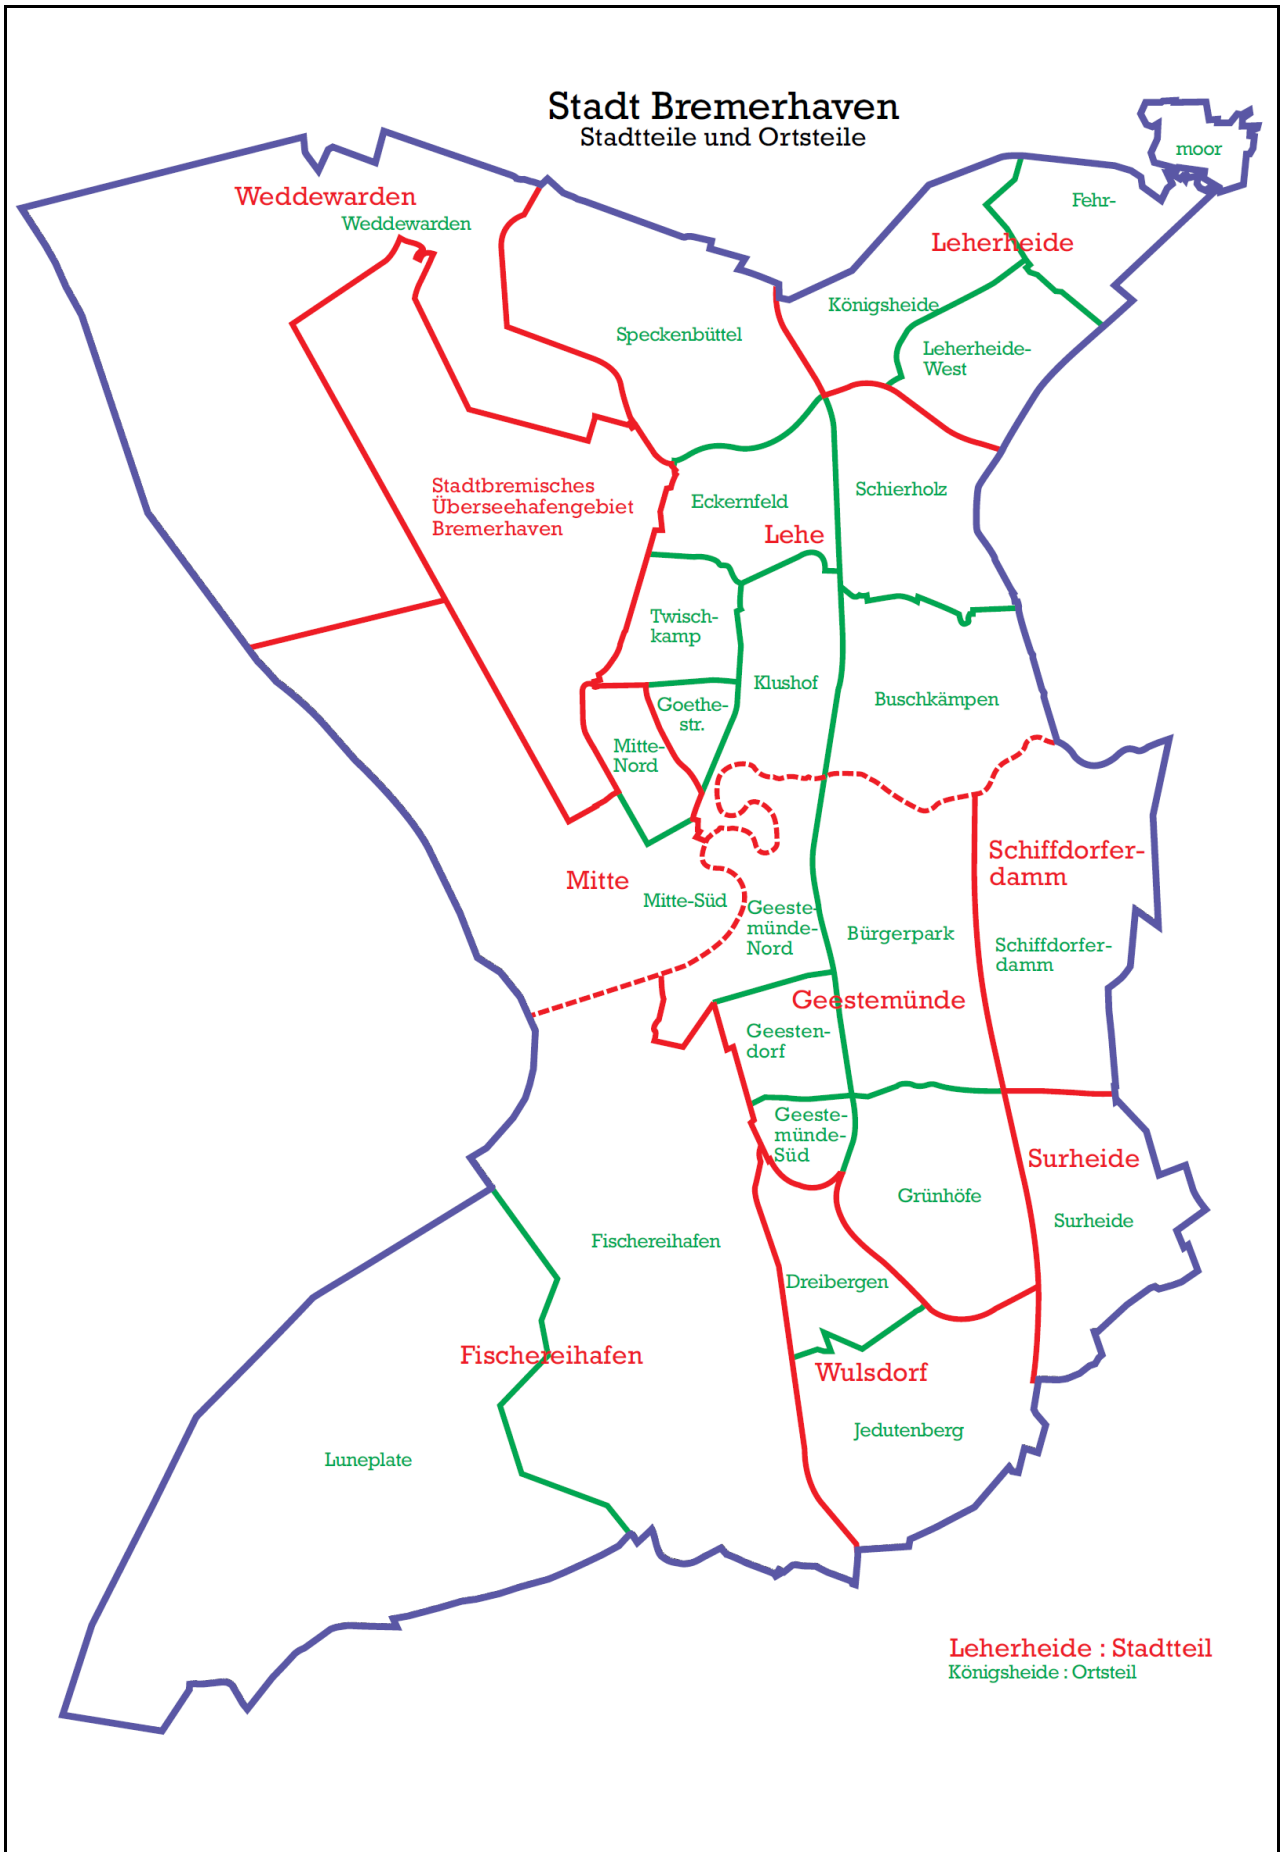 Stadt Bremerhaven
Stadtteile und Ortsteile
moor
Fehr-
Weddewarden
Weddewarden
Leherheide
Königsheide
Speckenbüttel
Leherheide-
West
Stadtbremisches
Überseehafengebiet
Bremerhaven
Eckernfeld
Schierholz
Lehe
Twisch-
kamp
Klushof
Buschkämpen
Goethe-
str.
Mitte-
Nord
Schiffdorfer-
damm
Mitte
Mitte-Süd
Geeste-
münde-
Nord
Bürgerpark
Schiffdorfer-
damm
Geestemünde
Geesten-
dorf
Geeste-
münde-
Süd
Surheide
Grünhöfe
Surheide
Fischereihafen
Dreibergen
Fischereihafen
Wulsdorf
Jedutenberg
Luneplate
Leherheide : Stadtteil
Königsheide : Ortsteil